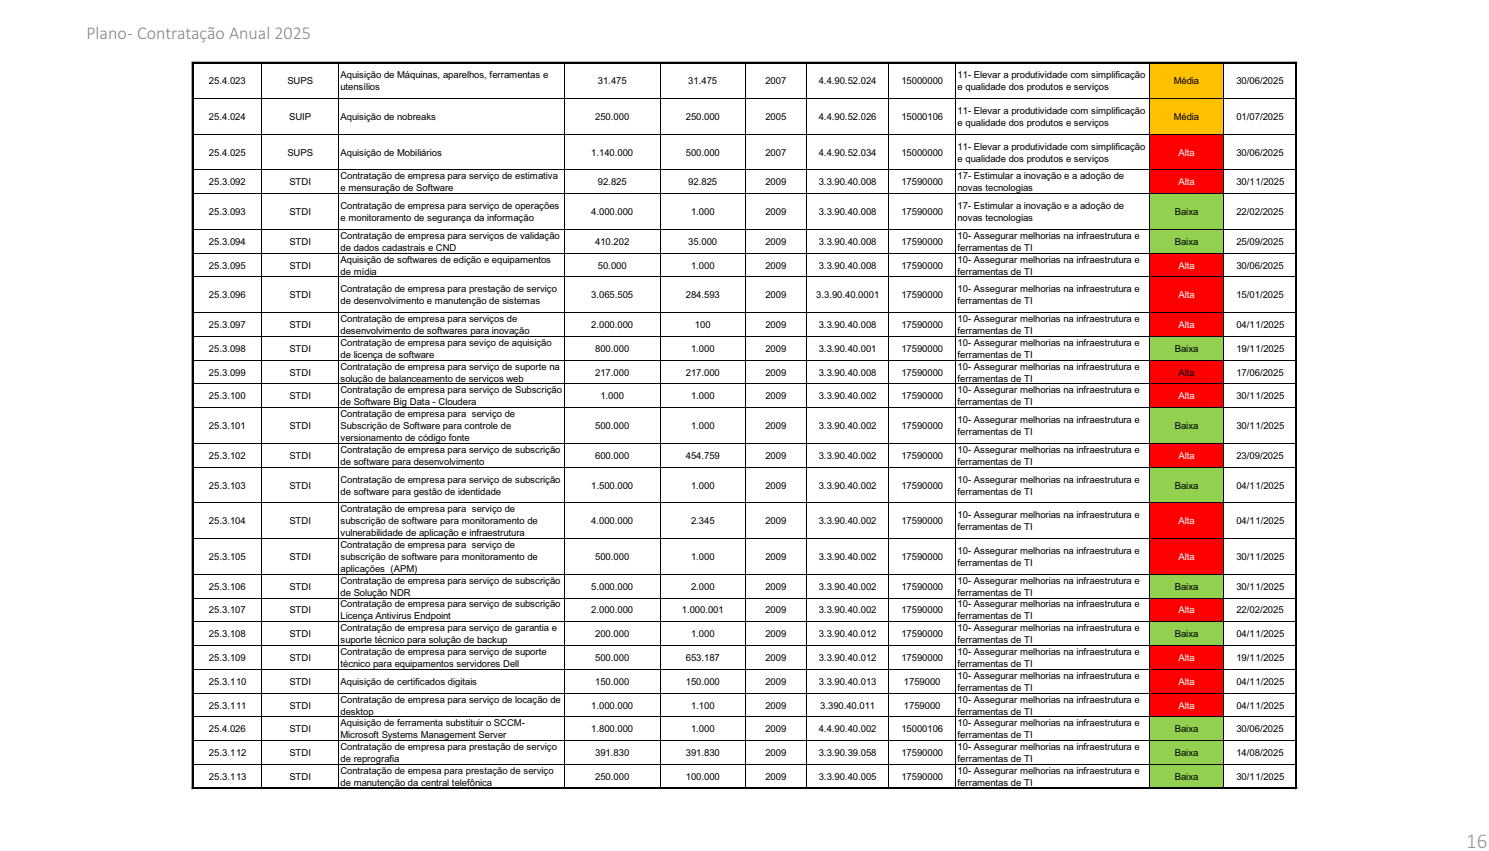 Plano- Contratação Anual 2025
25.4.023 SUPS Aquisição de Máquinas, aparelhos, ferramentas e utensílios 31.475 31.475 2007 4.4.90.52.024 15000000 11- Elevar a produtividade com simplificação e qualidade dos produtos e serviços Média 30/06/2025
25.4.024 SUIP Aquisição de nobreaks 250.000 250.000 2005 4.4.90.52.026 15000106 11- Elevar a produtividade com simplificação e qualidade dos produtos e serviços Média 01/07/2025
25.4.025 SUPS Aquisição de Mobiliários 1.140.000 500.000 2007 4.4.90.52.034 15000000 11- Elevar a produtividade com simplificação e qualidade dos produtos e serviços Alta 30/06/2025
25.3.092 STDI Contratação de empresa para serviço de estimativa e mensuração de Software 92.825 92.825 2009 3.3.90.40.008 17590000 17- Estimular a inovação e a adoção de novas tecnologias Alta 30/11/2025
25.3.093 STDI Contratação de empresa para serviço de operações e monitoramento de segurança da informação 4.000.000 1.000 2009 3.3.90.40.008 17590000 17- Estimular a inovação e a adoção de novas tecnologias Baixa 22/02/2025
25.3.094 STDI Contratação de empresa para serviços de validação de dados cadastrais e CND 410.202 35.000 2009 3.3.90.40.008 17590000 10- Assegurar melhorias na infraestrutura e ferramentas de TI Baixa 25/09/2025
25.3.095 STDI Aquisição de softwares de edição e equipamentos de mídia 50.000 1.000 2009 3.3.90.40.008 17590000 10- Assegurar melhorias na infraestrutura e ferramentas de TI Alta 30/06/2025
25.3.096 STDI Contratação de empresa para prestação de serviço de desenvolvimento e manutenção de sistemas 3.065.505 284.593 2009 3.3.90.40.0001 17590000 10- Assegurar melhorias na infraestrutura e ferramentas de TI Alta 15/01/2025
25.3.097 STDI Contratação de empresa para serviços de desenvolvimento de softwares para inovação 2.000.000 100 2009 3.3.90.40.008 17590000 10- Assegurar melhorias na infraestrutura e ferramentas de TI Alta 04/11/2025
25.3.098 STDI Contratação de empresa para seviço de aquisição de licença de software 800.000 1.000 2009 3.3.90.40.001 17590000 10- Assegurar melhorias na infraestrutura e ferramentas de TI Baixa 19/11/2025
25.3.099 STDI Contratação de empresa para serviço de suporte na solução de balanceamento de serviços web 217.000 217.000 2009 3.3.90.40.008 17590000 10- Assegurar melhorias na infraestrutura e ferramentas de TI Alta 17/06/2025
25.3.100 STDI Contratação de empresa para serviço de Subscrição de Software Big Data - Cloudera 1.000 1.000 2009 3.3.90.40.002 17590000 10- Assegurar melhorias na infraestrutura e ferramentas de TI Alta 30/11/2025
25.3.101 STDI Contratação de empresa para serviço de Subscrição de Software para controle de versionamento de código fonte 500.000 1.000 2009 3.3.90.40.002 17590000 10- Assegurar melhorias na infraestrutura e ferramentas de TI Baixa 30/11/2025
25.3.102 STDI Contratação de empresa para serviço de subscrição de software para desenvolvimento 600.000 454.759 2009 3.3.90.40.002 17590000 10- Assegurar melhorias na infraestrutura e ferramentas de TI Alta 23/09/2025
25.3.103 STDI Contratação de empresa para serviço de subscrição de software para gestão de identidade 1.500.000 1.000 2009 3.3.90.40.002 17590000 10- Assegurar melhorias na infraestrutura e ferramentas de TI Baixa 04/11/2025
25.3.104 STDI Contratação de empresa para serviço de subscrição de software para monitoramento de vulnerabilidade de aplicação e infraestrutura 4.000.000 2.345 2009 3.3.90.40.002 17590000 10- Assegurar melhorias na infraestrutura e ferramentas de TI Alta 04/11/2025
25.3.105 STDI Contratação de empresa para serviço de subscrição de software para monitoramento de aplicações (APM) 500.000 1.000 2009 3.3.90.40.002 17590000 10- Assegurar melhorias na infraestrutura e ferramentas de TI Alta 30/11/2025
25.3.106 STDI Contratação de empresa para serviço de subscrição de Solução NDR 5.000.000 2.000 2009 3.3.90.40.002 17590000 10- Assegurar melhorias na infraestrutura e ferramentas de TI Baixa 30/11/2025
25.3.107 STDI Contratação de empresa para serviço de subscrição Licença Antivirus Endpoint 2.000.000 1.000.001 2009 3.3.90.40.002 17590000 10- Assegurar melhorias na infraestrutura e ferramentas de TI Alta 22/02/2025
25.3.108 STDI Contratação de empresa para serviço de garantia e suporte técnico para solução de backup 200.000 1.000 2009 3.3.90.40.012 17590000 10- Assegurar melhorias na infraestrutura e ferramentas de TI Baixa 04/11/2025
25.3.109 STDI Contratação de empresa para serviço de suporte técnico para equipamentos servidores Dell 500.000 653.187 2009 3.3.90.40.012 17590000 10- Assegurar melhorias na infraestrutura e ferramentas de TI Alta 19/11/2025
25.3.110 STDI Aquisição de certificados digitais 150.000 150.000 2009 3.3.90.40.013 1759000 10- Assegurar melhorias na infraestrutura e ferramentas de TI Alta 04/11/2025
25.3.111 STDI Contratação de empresa para serviço de locação de desktop 1.000.000 1.100 2009 3.390.40.011 1759000 10- Assegurar melhorias na infraestrutura e ferramentas de TI Alta 04/11/2025
25.4.026 STDI Aquisição de ferramenta substituir o SCCM- Microsoft Systems Management Server 1.800.000 1.000 2009 4.4.90.40.002 15000106 10- Assegurar melhorias na infraestrutura e ferramentas de TI Baixa 30/06/2025
25.3.112 STDI Contratação de empresa para prestação de serviço de reprografia 391.830 391.830 2009 3.3.90.39.058 17590000 10- Assegurar melhorias na infraestrutura e ferramentas de TI Baixa 14/08/2025
25.3.113 STDI Contratação de empesa para prestação de serviço de manutenção da central telefônica 250.000 100.000 2009 3.3.90.40.005 17590000 10- Assegurar melhorias na infraestrutura e ferramentas de TI Baixa 30/11/2025
16